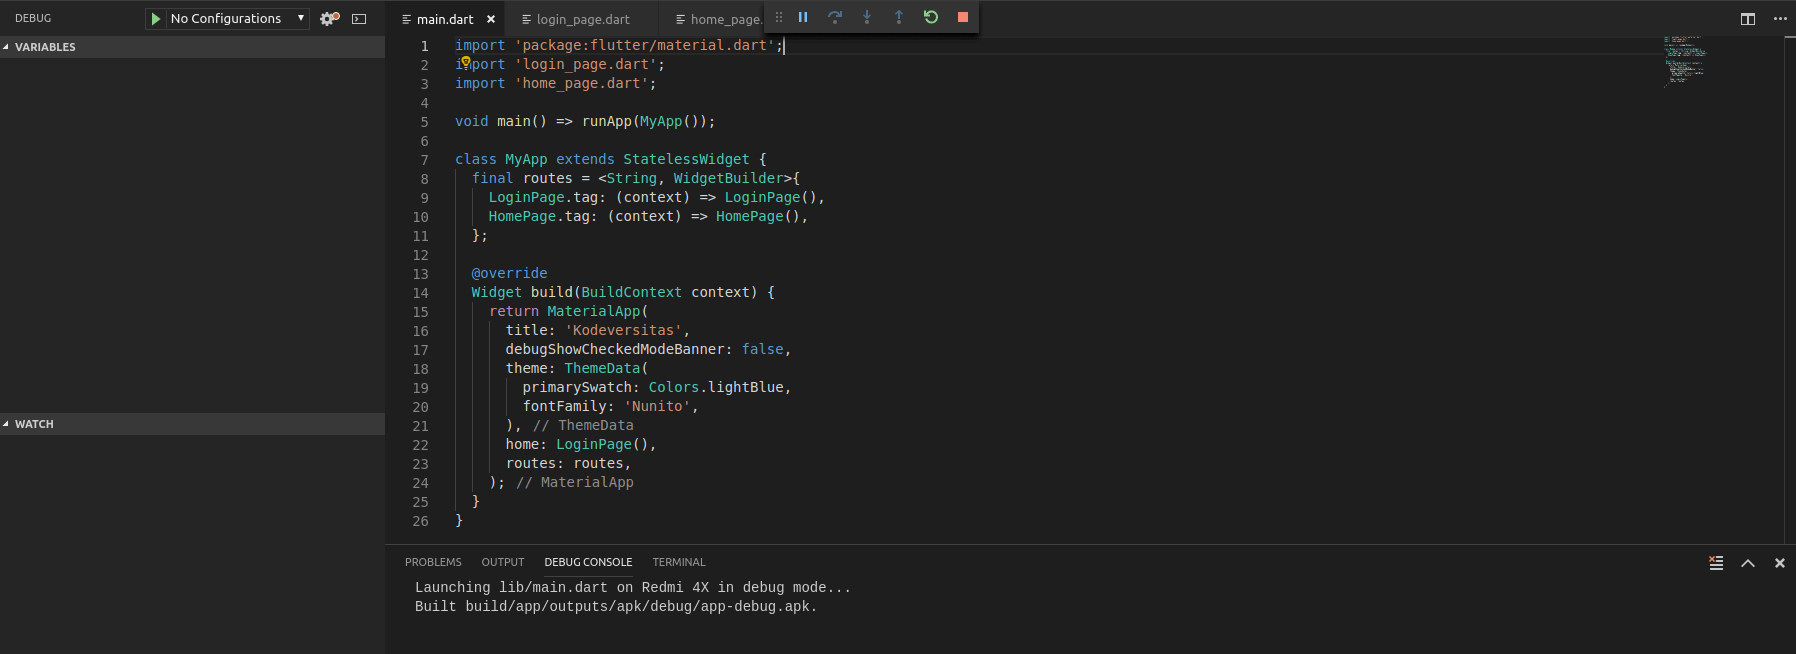 DEBUG
No Configurations
VARIABLES
WATCH
main.dart
login_page.dart
home_page.
1 import 'package:flutter/material.dart';
2 import 'login_page.dart';
3 import 'home_page.dart';
4
5 void main() => runApp(MyApp());
6
7 class MyApp extends StatelessWidget {
8 final routes = <String, WidgetBuilder>{
9 LoginPage.tag: (context) => LoginPage(),
10 HomePage.tag: (context) => HomePage(),
11 };
12
13 @override
14 Widget build(BuildContext context) {
15 return MaterialApp(
16 title: 'Kodeversitas',
17 debugShowCheckedModeBanner: false,
18 theme: ThemeData(
19 primarySwatch: Colors.lightBlue,
20 fontFamily: 'Nunito',
21 ), // ThemeData
22 home: LoginPage(),
23 routes: routes,
24 ); // MaterialApp
25 }
26 }
PROBLEMS OUTPUT DEBUG CONSOLE TERMINAL
Launching lib/main.dart on Redmi 4X in debug mode...
Built build/app/outputs/apk/debug/app-debug.apk.